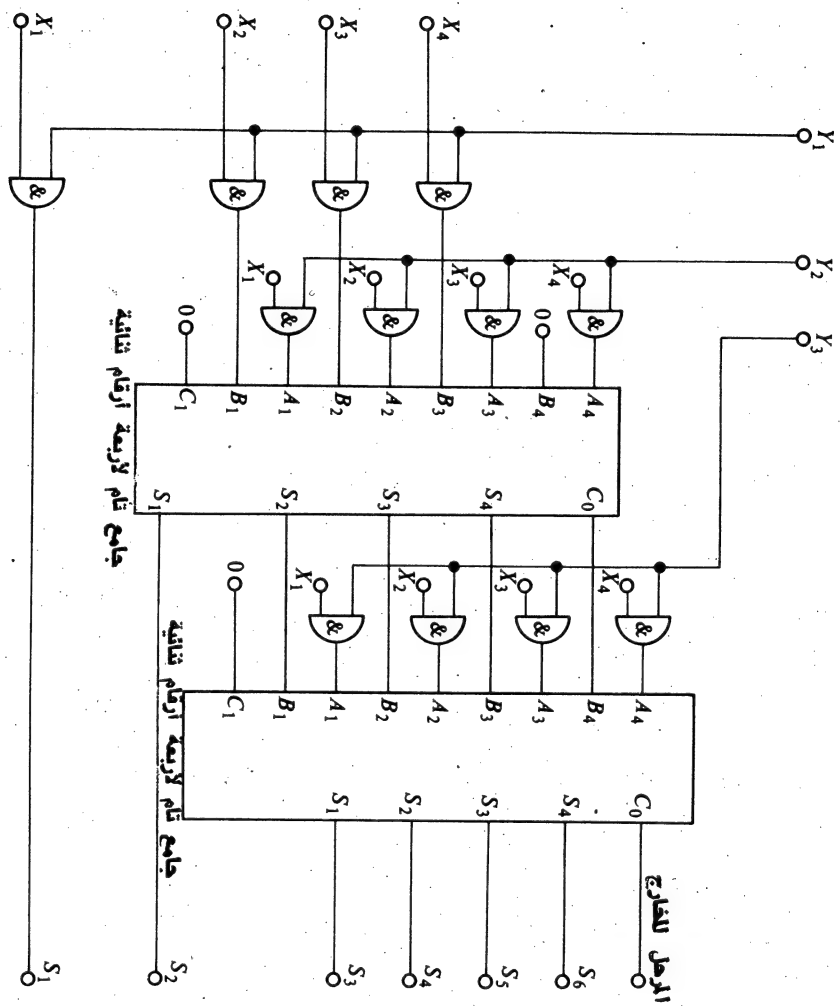 X₁
X₂
X₃
X₄
Y₁
&
&
&
&
Y₂
X₁
X₂
X₃
X₄
&
&
&
&
Y₃
0
0
C₁
B₁
A₁
B₂
A₂
B₃
A₃
B₄
A₄
جامع تام لاربعة أرقام ثنائية
S₁
S₂
S₃
S₄
C₀
0
X₁
X₂
X₃
X₄
&
&
&
&
C₁
B₁
A₁
B₂
A₂
B₃
A₃
B₄
A₄
جامع تام لاربعة أرقام ثنائية
S₁
S₂
S₃
S₄
C₀
المرحل للخارج
S₁
S₂
S₃
S₄
S₅
S₆